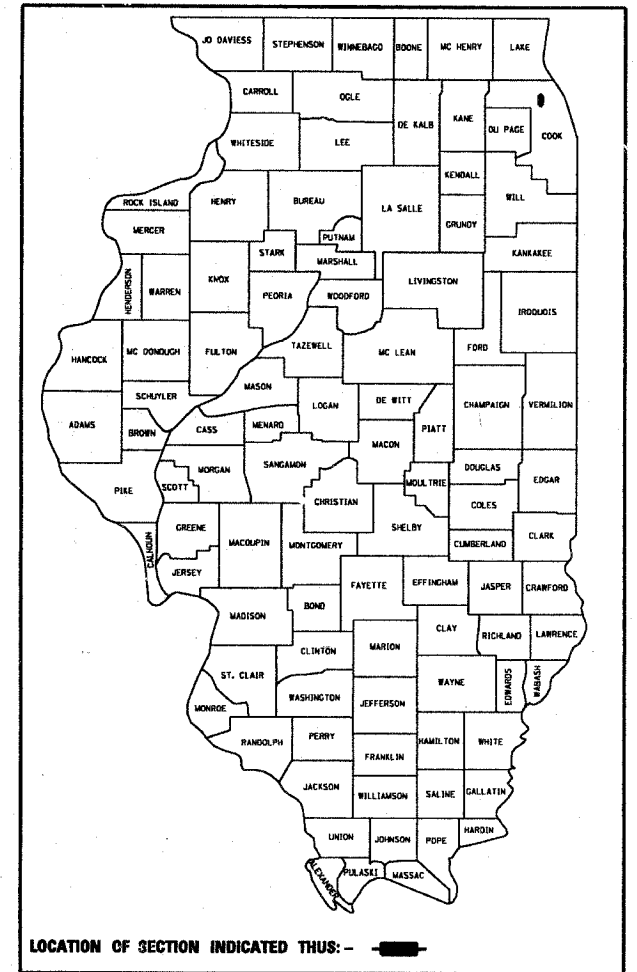 JO DAVIESS STEPHENSON WINNEBAGO BOONE MC HENRY LAKE
CARROLL OGLE DE KALB KANE DU PAGE COOK
WHITESIDE LEE
KENDALL
ROCK ISLAND HENRY BUREAU LA SALLE GRUNDY WILL
MERCER PUTNAM
STARK MARSHALL KANKAKEE
HENDERSON WARREN KNOX PEORIA WOODFORD LIVINGSTON IROQUOIS
HANCOCK MC DONOUGH FULTON TAZEWELL MC LEAN FORD
SCHUYLER MASON LOGAN DE WITT CHAMPAIGN VERMILION
ADAMS BROWN CASS MENARD MACON PIATT
PIKE SCOTT MORGAN SANGAMON CHRISTIAN MOULTRIE DOUGLAS EDGAR
COLES
CALHOUN GREENE MACOUPIN MONTGOMERY SHELBY CUMBERLAND CLARK
JERSEY FAYETTE EFFINGHAM JASPER CRAWFORD
MADISON BOND CLAY RICHLAND LAWRENCE
CLINTON MARION
ST. CLAIR WASHINGTON JEFFERSON WAYNE EDWARDS WABASH
MONROE
RANDOLPH PERRY FRANKLIN HAMILTON WHITE
JACKSON WILLIAMSON SALINE GALLATIN
UNION JOHNSON POPE HARDIN
ALEXANDER PULASKI MASSAC
LOCATION OF SECTION INDICATED THUS: -